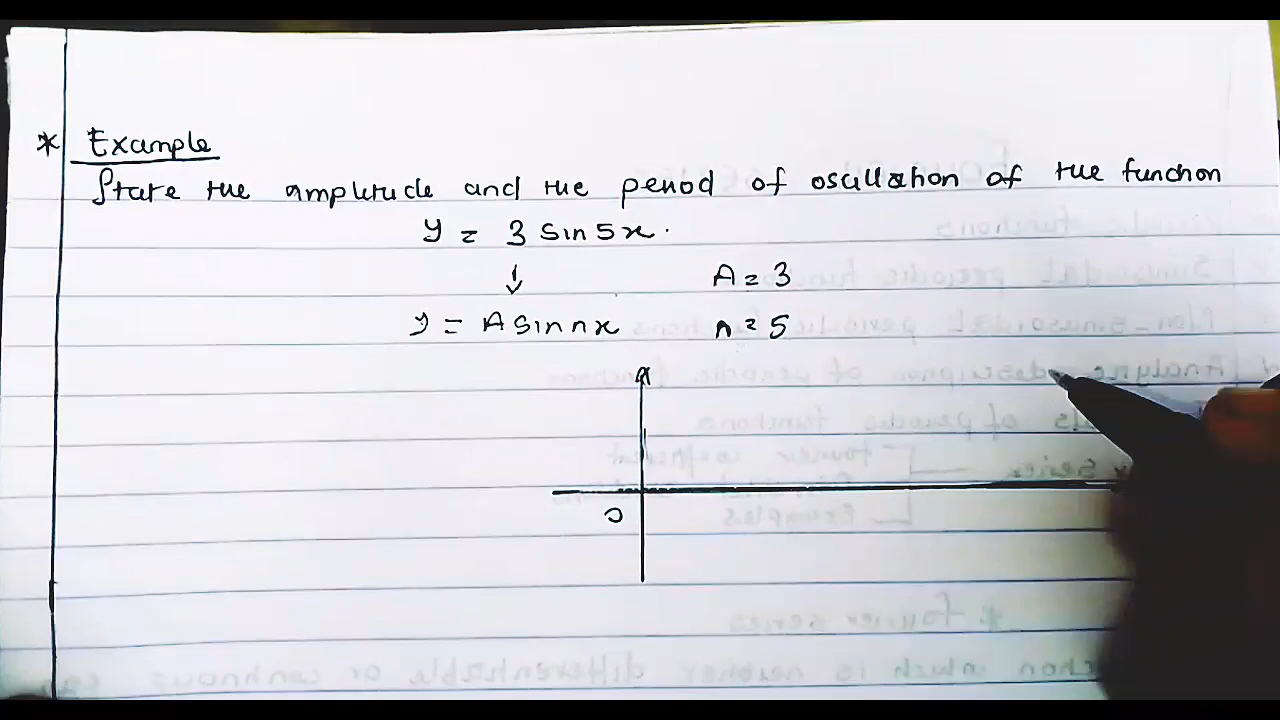 * Example
State the amplitude and the period of oscillation of the function
y = 3 sin 5x.
↓
A = 3
y = A sin n x
n = 5
0